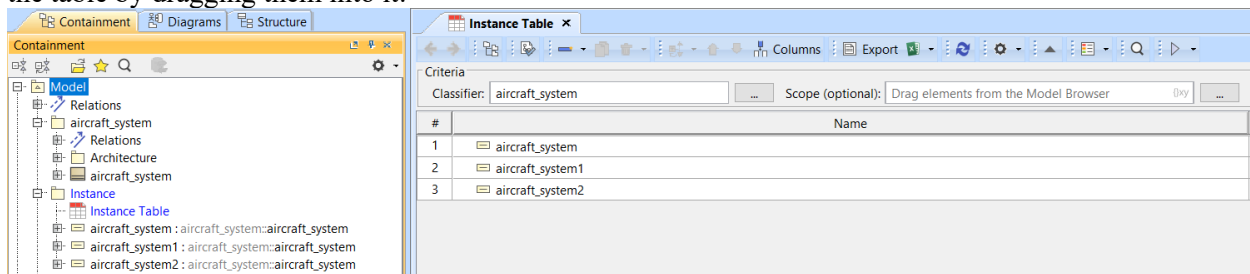 the table by dragging them into it.
Containment Diagrams Structure
Containment
Model
Relations
aircraft_system
Relations
Architecture
aircraft_system
Instance
Instance Table
aircraft_system : aircraft_system::aircraft_system
aircraft_system1 : aircraft_system::aircraft_system
aircraft_system2 : aircraft_system::aircraft_system
Instance Table
Columns Export
Criteria
Classifier: aircraft_system ... Scope (optional): Drag elements from the Model Browser ...
# Name
1 aircraft_system
2 aircraft_system1
3 aircraft_system2